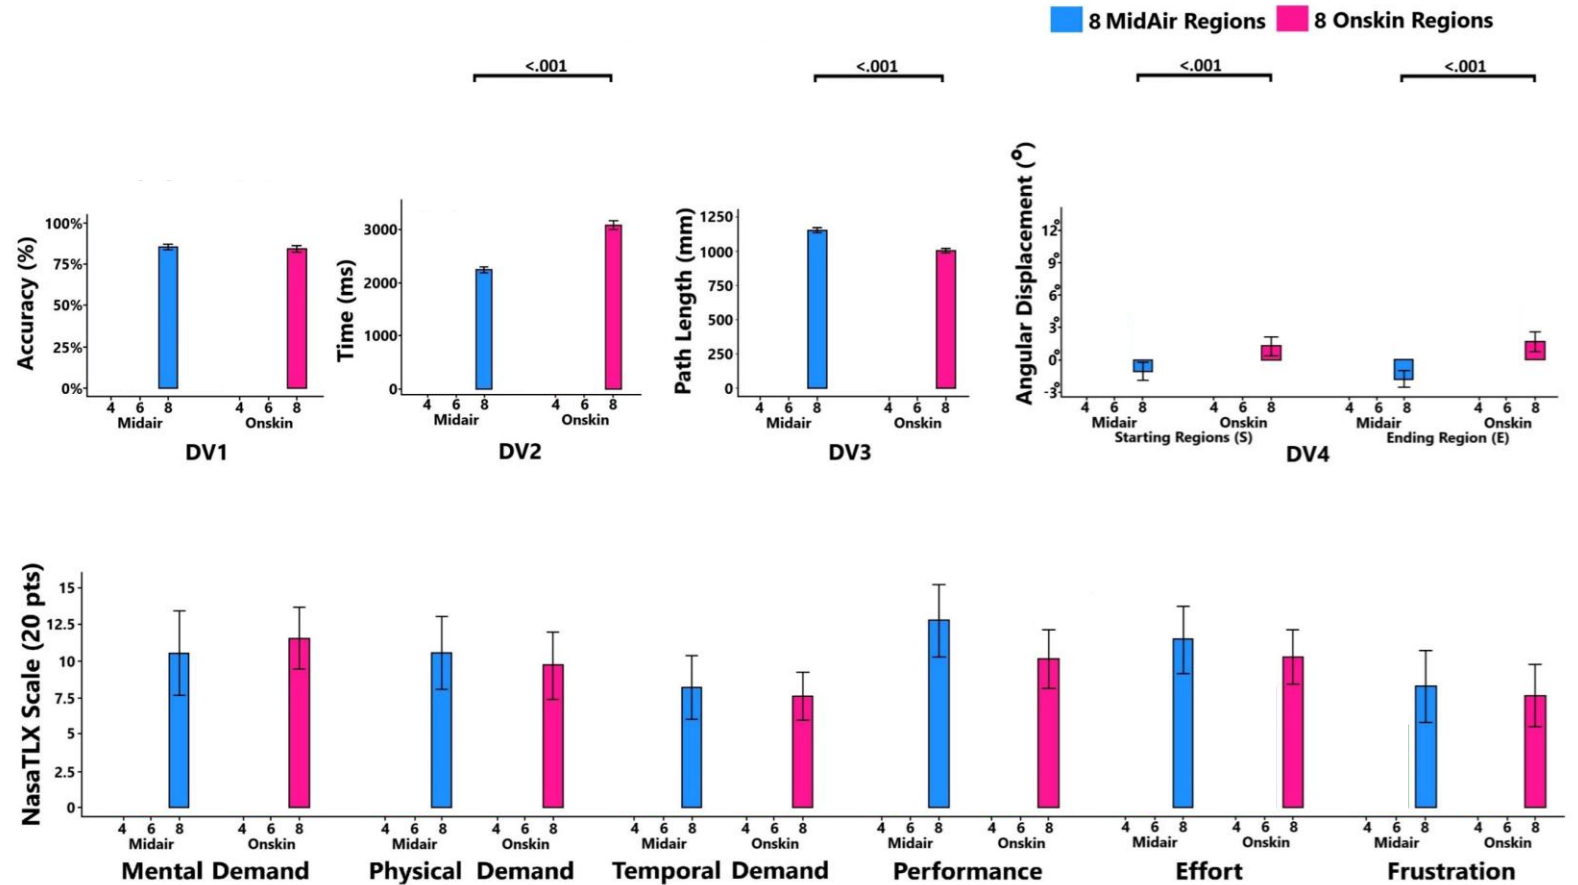 8 MidAir Regions 8 Onskin Regions
<.001 <.001 <.001 <.001
Accuracy (%)
100%
75%
50%
25%
0%
4 6 8 4 6 8
Midair Onskin
DV1
Time (ms)
3000
2000
1000
0
4 6 8 4 6 8
Midair Onskin
DV2
Path Length (mm)
1250
1000
750
500
250
0
4 6 8 4 6 8
Midair Onskin
DV3
Angular Displacement (°)
12°
9°
6°
3°
0°
-3°
4 6 8 4 6 8 4 6 8 4 6 8
Midair Onskin Midair Onskin
Starting Regions (S) Ending Region (E)
DV4
NasaTLX Scale (20 pts)
15
12.5
10
7.5
5
2.5
0
4 6 8 4 6 8 4 6 8 4 6 8 4 6 8 4 6 8 4 6 8 4 6 8 4 6 8 4 6 8 4 6 8 4 6 8
Midair Onskin Midair Onskin Midair Onskin Midair Onskin Midair Onskin Midair Onskin
Mental Demand Physical Demand Temporal Demand Performance Effort Frustration